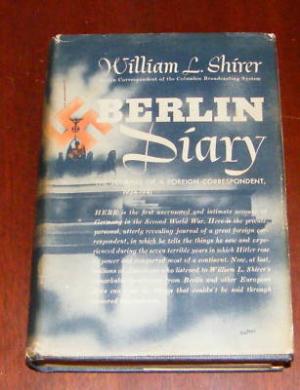 William L. Shirer
Correspondent of the Columbia Broadcasting System
BERLIN
Diary
OF A FOREIGN CORRESPONDENT,
HERE is the first uncensored and intimate account of
Germany in the Second World War. Here is the private,
personal, utterly revealing journal of a great foreign cor-
respondent, in which he tells the things he saw and expe-
rienced during the seven terrible years in which Hitler rose
to power and conquered most of a continent. Now, at last,
millions of Americans who listened to William L. Shirer's
from Berlin and other European
things that couldn't be said through